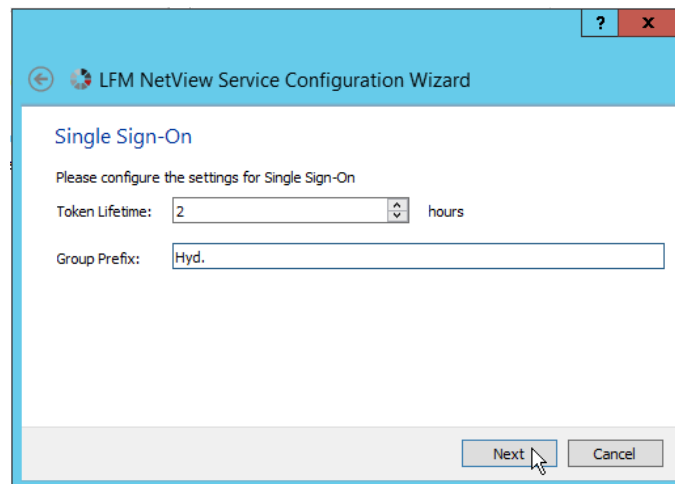 ? x
LFM NetView Service Configuration Wizard
Single Sign-On
Please configure the settings for Single Sign-On
Token Lifetime: 2 hours
Group Prefix: Hyd.
Next Cancel